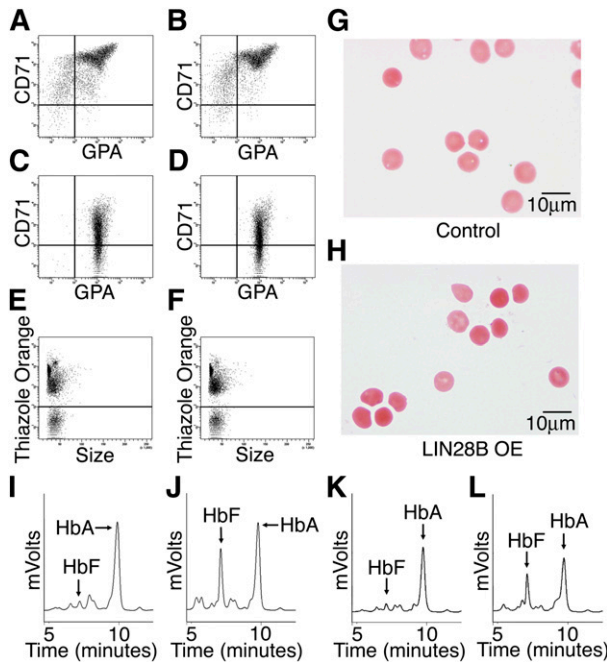 A
B
CD71
GPA
CD71
GPA
C
D
CD71
GPA
CD71
GPA
E
F
Thiazole Orange
Size
Thiazole Orange
Size
G
10μm
Control
H
10μm
LIN28B OE
I
J
K
L
mVolts
HbA
HbF
5
10
Time (minutes)
mVolts
HbF
HbA
5
10
Time (minutes)
mVolts
HbA
HbF
5
10
Time (minutes)
mVolts
HbA
HbF
5
10
Time (minutes)